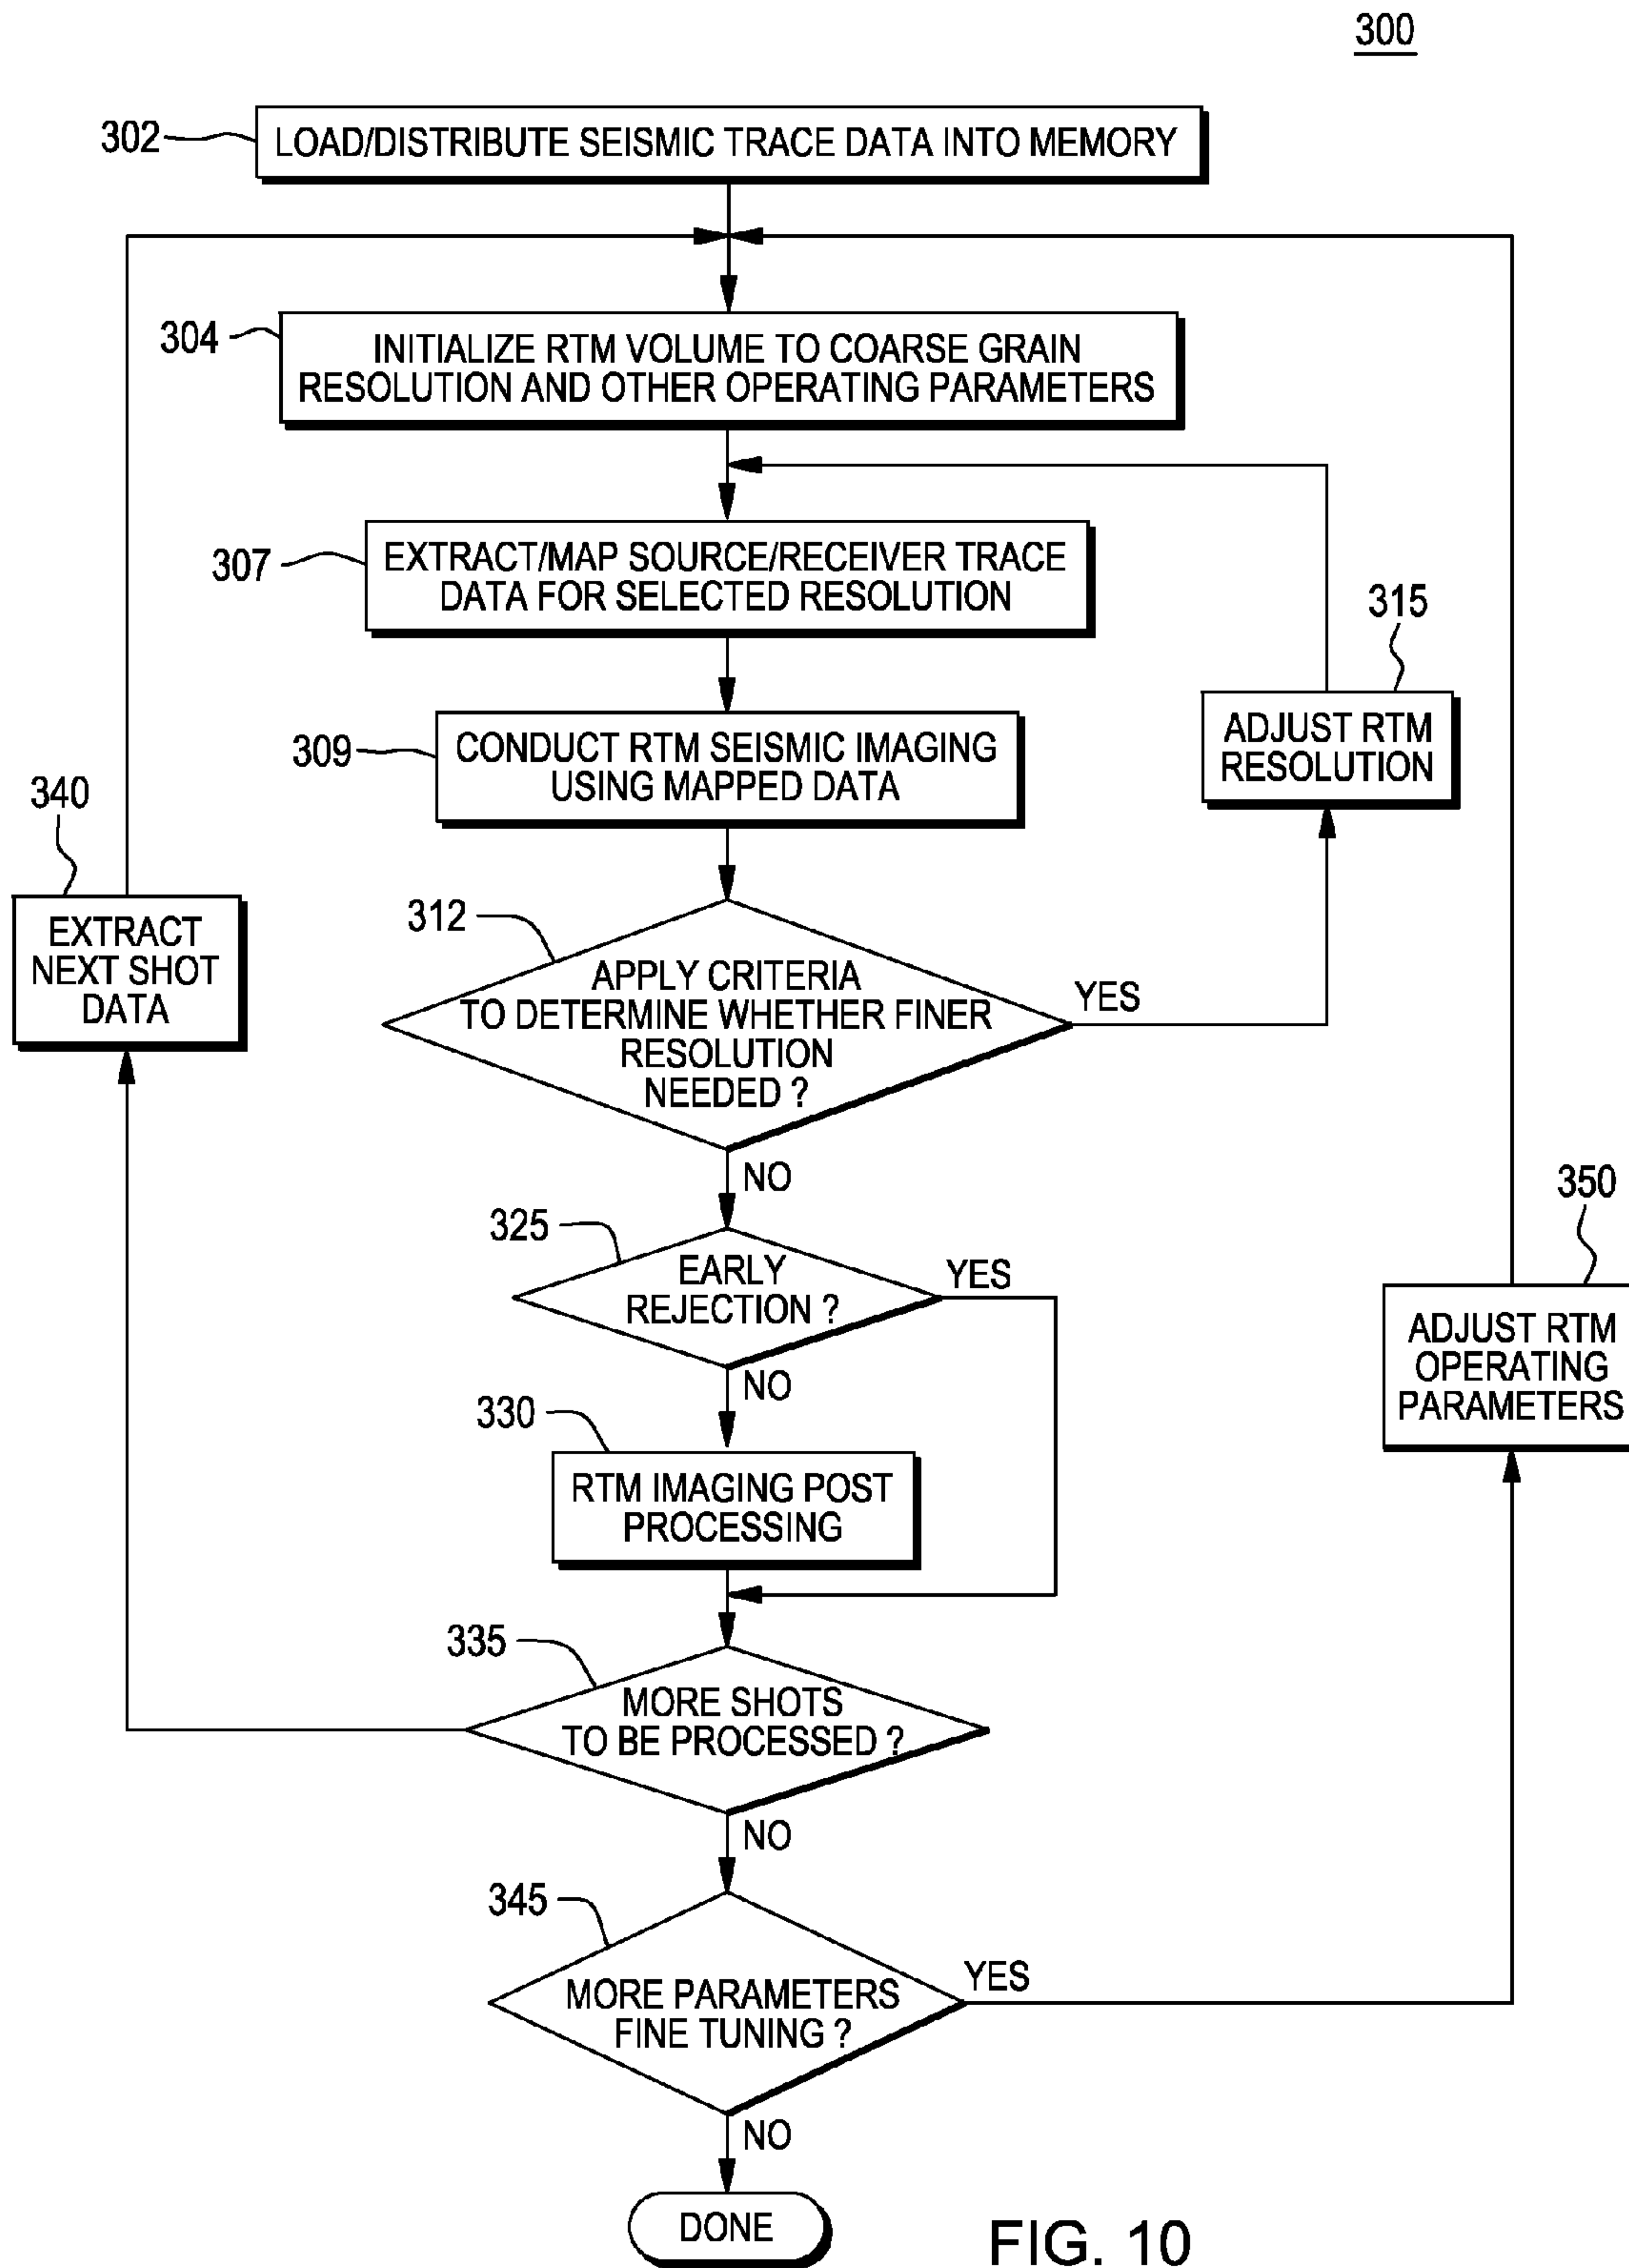 300
302
LOAD/DISTRIBUTE SEISMIC TRACE DATA INTO MEMORY
304
INITIALIZE RTM VOLUME TO COARSE GRAIN
RESOLUTION AND OTHER OPERATING PARAMETERS
307
EXTRACT/MAP SOURCE/RECEIVER TRACE
DATA FOR SELECTED RESOLUTION
315
ADJUST RTM
RESOLUTION
309
CONDUCT RTM SEISMIC IMAGING
USING MAPPED DATA
340
EXTRACT
NEXT SHOT
DATA
312
APPLY CRITERIA
TO DETERMINE WHETHER FINER
RESOLUTION
NEEDED ?
YES
NO
325
EARLY
REJECTION ?
YES
NO
350
ADJUST RTM
OPERATING
PARAMETERS
330
RTM IMAGING POST
PROCESSING
335
MORE SHOTS
TO BE PROCESSED ?
NO
345
MORE PARAMETERS
FINE TUNING ?
YES
NO
DONE
FIG. 10